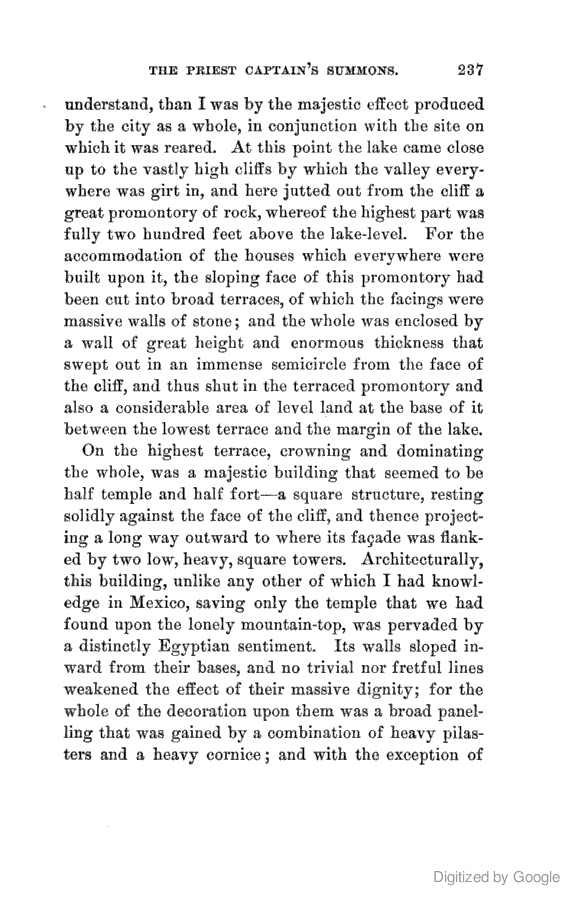 THE PRIEST CAPTAIN'S SUMMONS. 237
understand, than I was by the majestic effect produced
by the city as a whole, in conjunction with the site on
which it was reared. At this point the lake came close
up to the vastly high cliffs by which the valley every-
where was girt in, and here jutted out from the cliff a
great promontory of rock, whereof the highest part was
fully two hundred feet above the lake-level. For the
accommodation of the houses which everywhere were
built upon it, the sloping face of this promontory had
been cut into broad terraces, of which the facings were
massive walls of stone; and the whole was enclosed by
a wall of great height and enormous thickness that
swept out in an immense semicircle from the face of
the cliff, and thus shut in the terraced promontory and
also a considerable area of level land at the base of it
between the lowest terrace and the margin of the lake.
On the highest terrace, crowning and dominating
the whole, was a majestic building that seemed to be
half temple and half fort—a square structure, resting
solidly against the face of the cliff, and thence project-
ing a long way outward to where its façade was flank-
ed by two low, heavy, square towers. Architecturally,
this building, unlike any other of which I had knowl-
edge in Mexico, saving only the temple that we had
found upon the lonely mountain-top, was pervaded by
a distinctly Egyptian sentiment. Its walls sloped in-
ward from their bases, and no trivial nor fretful lines
weakened the effect of their massive dignity; for the
whole of the decoration upon them was a broad panel-
ling that was gained by a combination of heavy pilas-
ters and a heavy cornice; and with the exception of
Digitized by Google